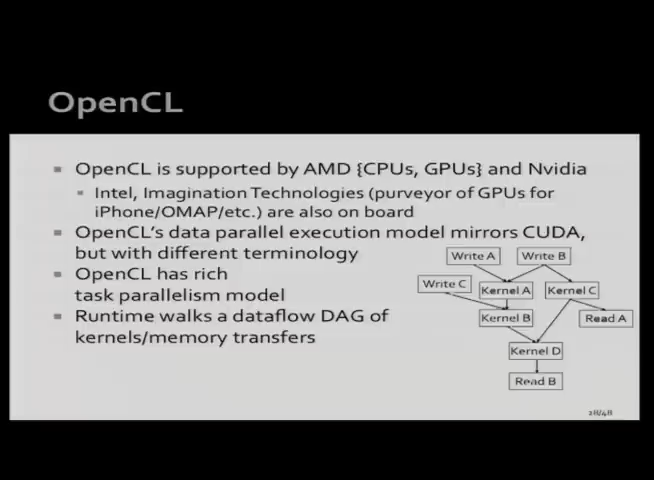 OpenCL
OpenCL is supported by AMD {CPUs, GPUs} and Nvidia
Intel, Imagination Technologies (purveyor of GPUs for
iPhone/OMAP/etc.) are also on board
OpenCL's data parallel execution model mirrors CUDA,
but with different terminology
OpenCL has rich
task parallelism model
Runtime walks a dataflow DAG of
kernels/memory transfers
Write A
Write B
Write C
Kernel A
Kernel C
Kernel B
Read A
Kernel D
Read B
28/48